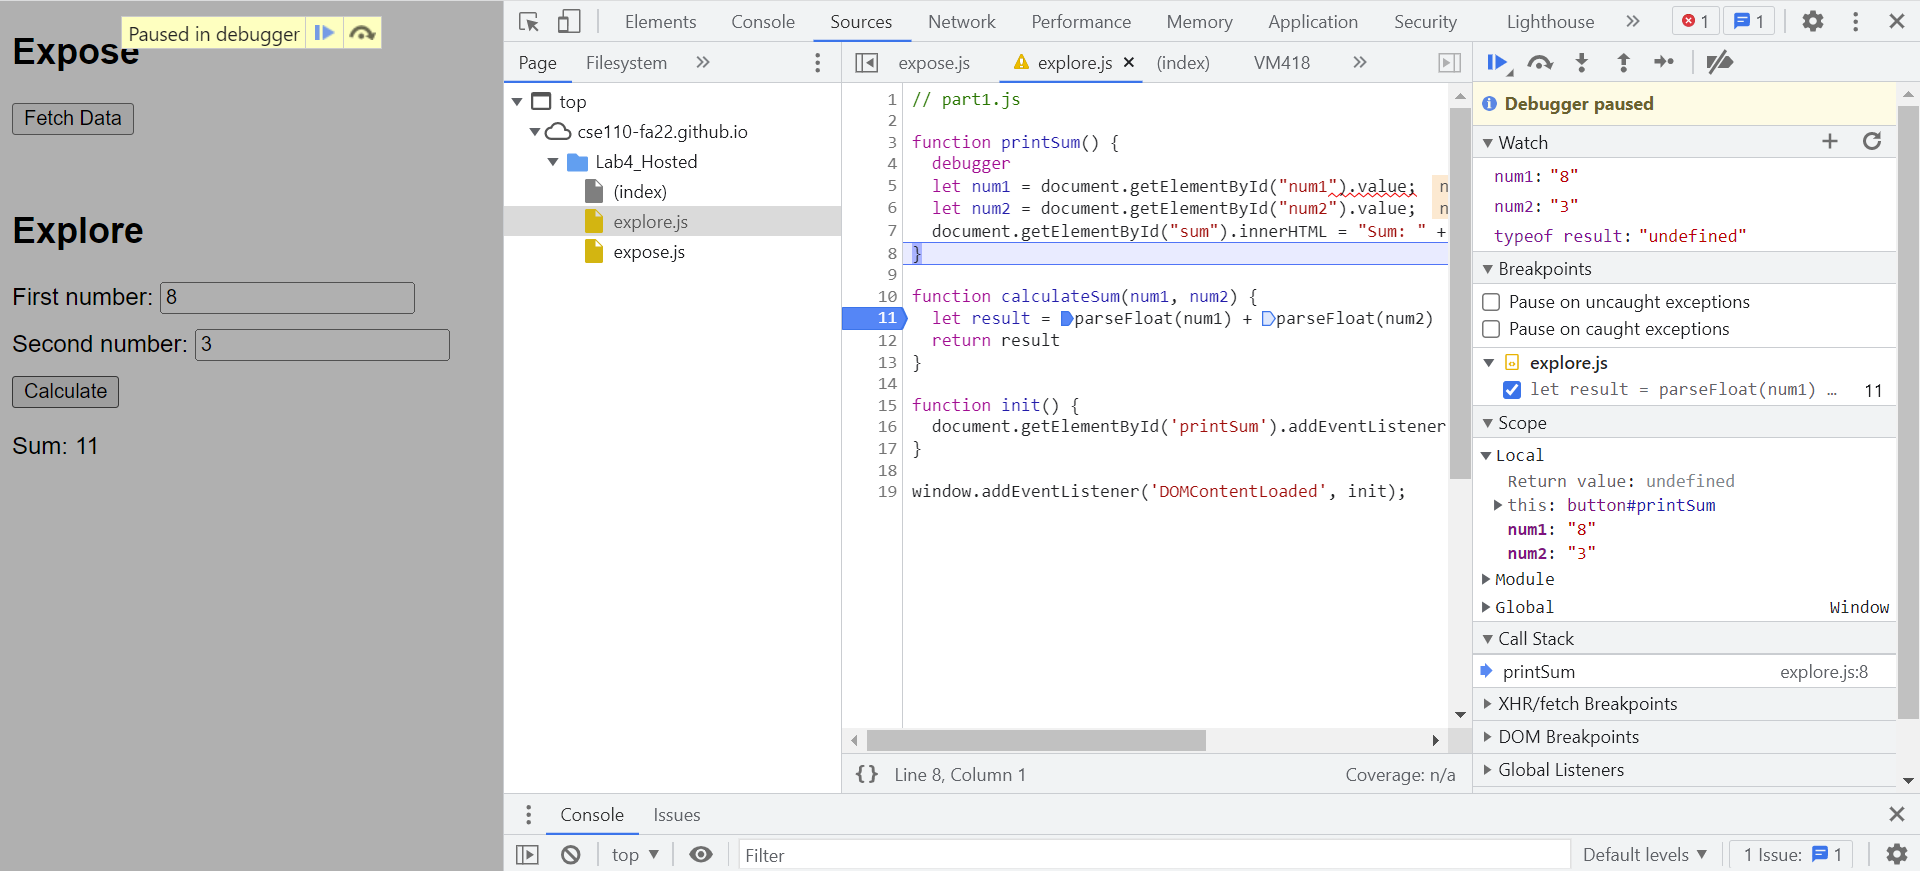 Paused in debugger
Expose
Fetch Data
Explore
First number: 8
Second number: 3
Calculate
Sum: 11
Elements Console Sources Network Performance Memory Application Security Lighthouse 1 1
Page Filesystem
top
cse110-fa22.github.io
Lab4_Hosted
(index)
explore.js
expose.js
expose.js explore.js (index) VM418
1 // part1.js
2
3 function printSum() {
4 debugger
5 let num1 = document.getElementById("num1").value; n
6 let num2 = document.getElementById("num2").value; n
7 document.getElementById("sum").innerHTML = "Sum: " +
8 }
9
10 function calculateSum(num1, num2) {
11 let result = parseFloat(num1) + parseFloat(num2)
12 return result
13 }
14
15 function init() {
16 document.getElementById('printSum').addEventListener
17 }
18
19 window.addEventListener('DOMContentLoaded', init);
{} Line 8, Column 1 Coverage: n/a
Debugger paused
Watch
num1: "8"
num2: "3"
typeof result: "undefined"
Breakpoints
Pause on uncaught exceptions
Pause on caught exceptions
explore.js
let result = parseFloat(num1) … 11
Scope
Local
Return value: undefined
this: button#printSum
num1: "8"
num2: "3"
Module
Global Window
Call Stack
printSum explore.js:8
XHR/fetch Breakpoints
DOM Breakpoints
Global Listeners
Console Issues
top Filter Default levels 1 Issue: 1